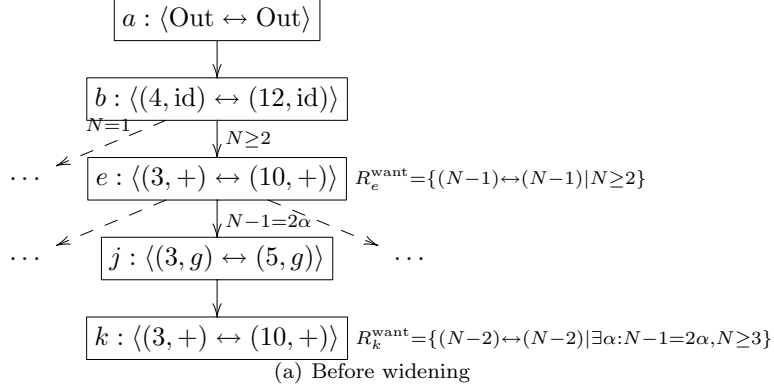 a : ⟨Out ↔ Out⟩
b : ⟨(4, id) ↔ (12, id)⟩
N=1
N≥2
... e : ⟨(3, +) ↔ (10, +)⟩ R_e^want={(N−1)↔(N−1)|N≥2}
N−1=2α
... j : ⟨(3, g) ↔ (5, g)⟩ ...
k : ⟨(3, +) ↔ (10, +)⟩ R_k^want={(N−2)↔(N−2)|∃α:N−1=2α,N≥3}
(a) Before widening